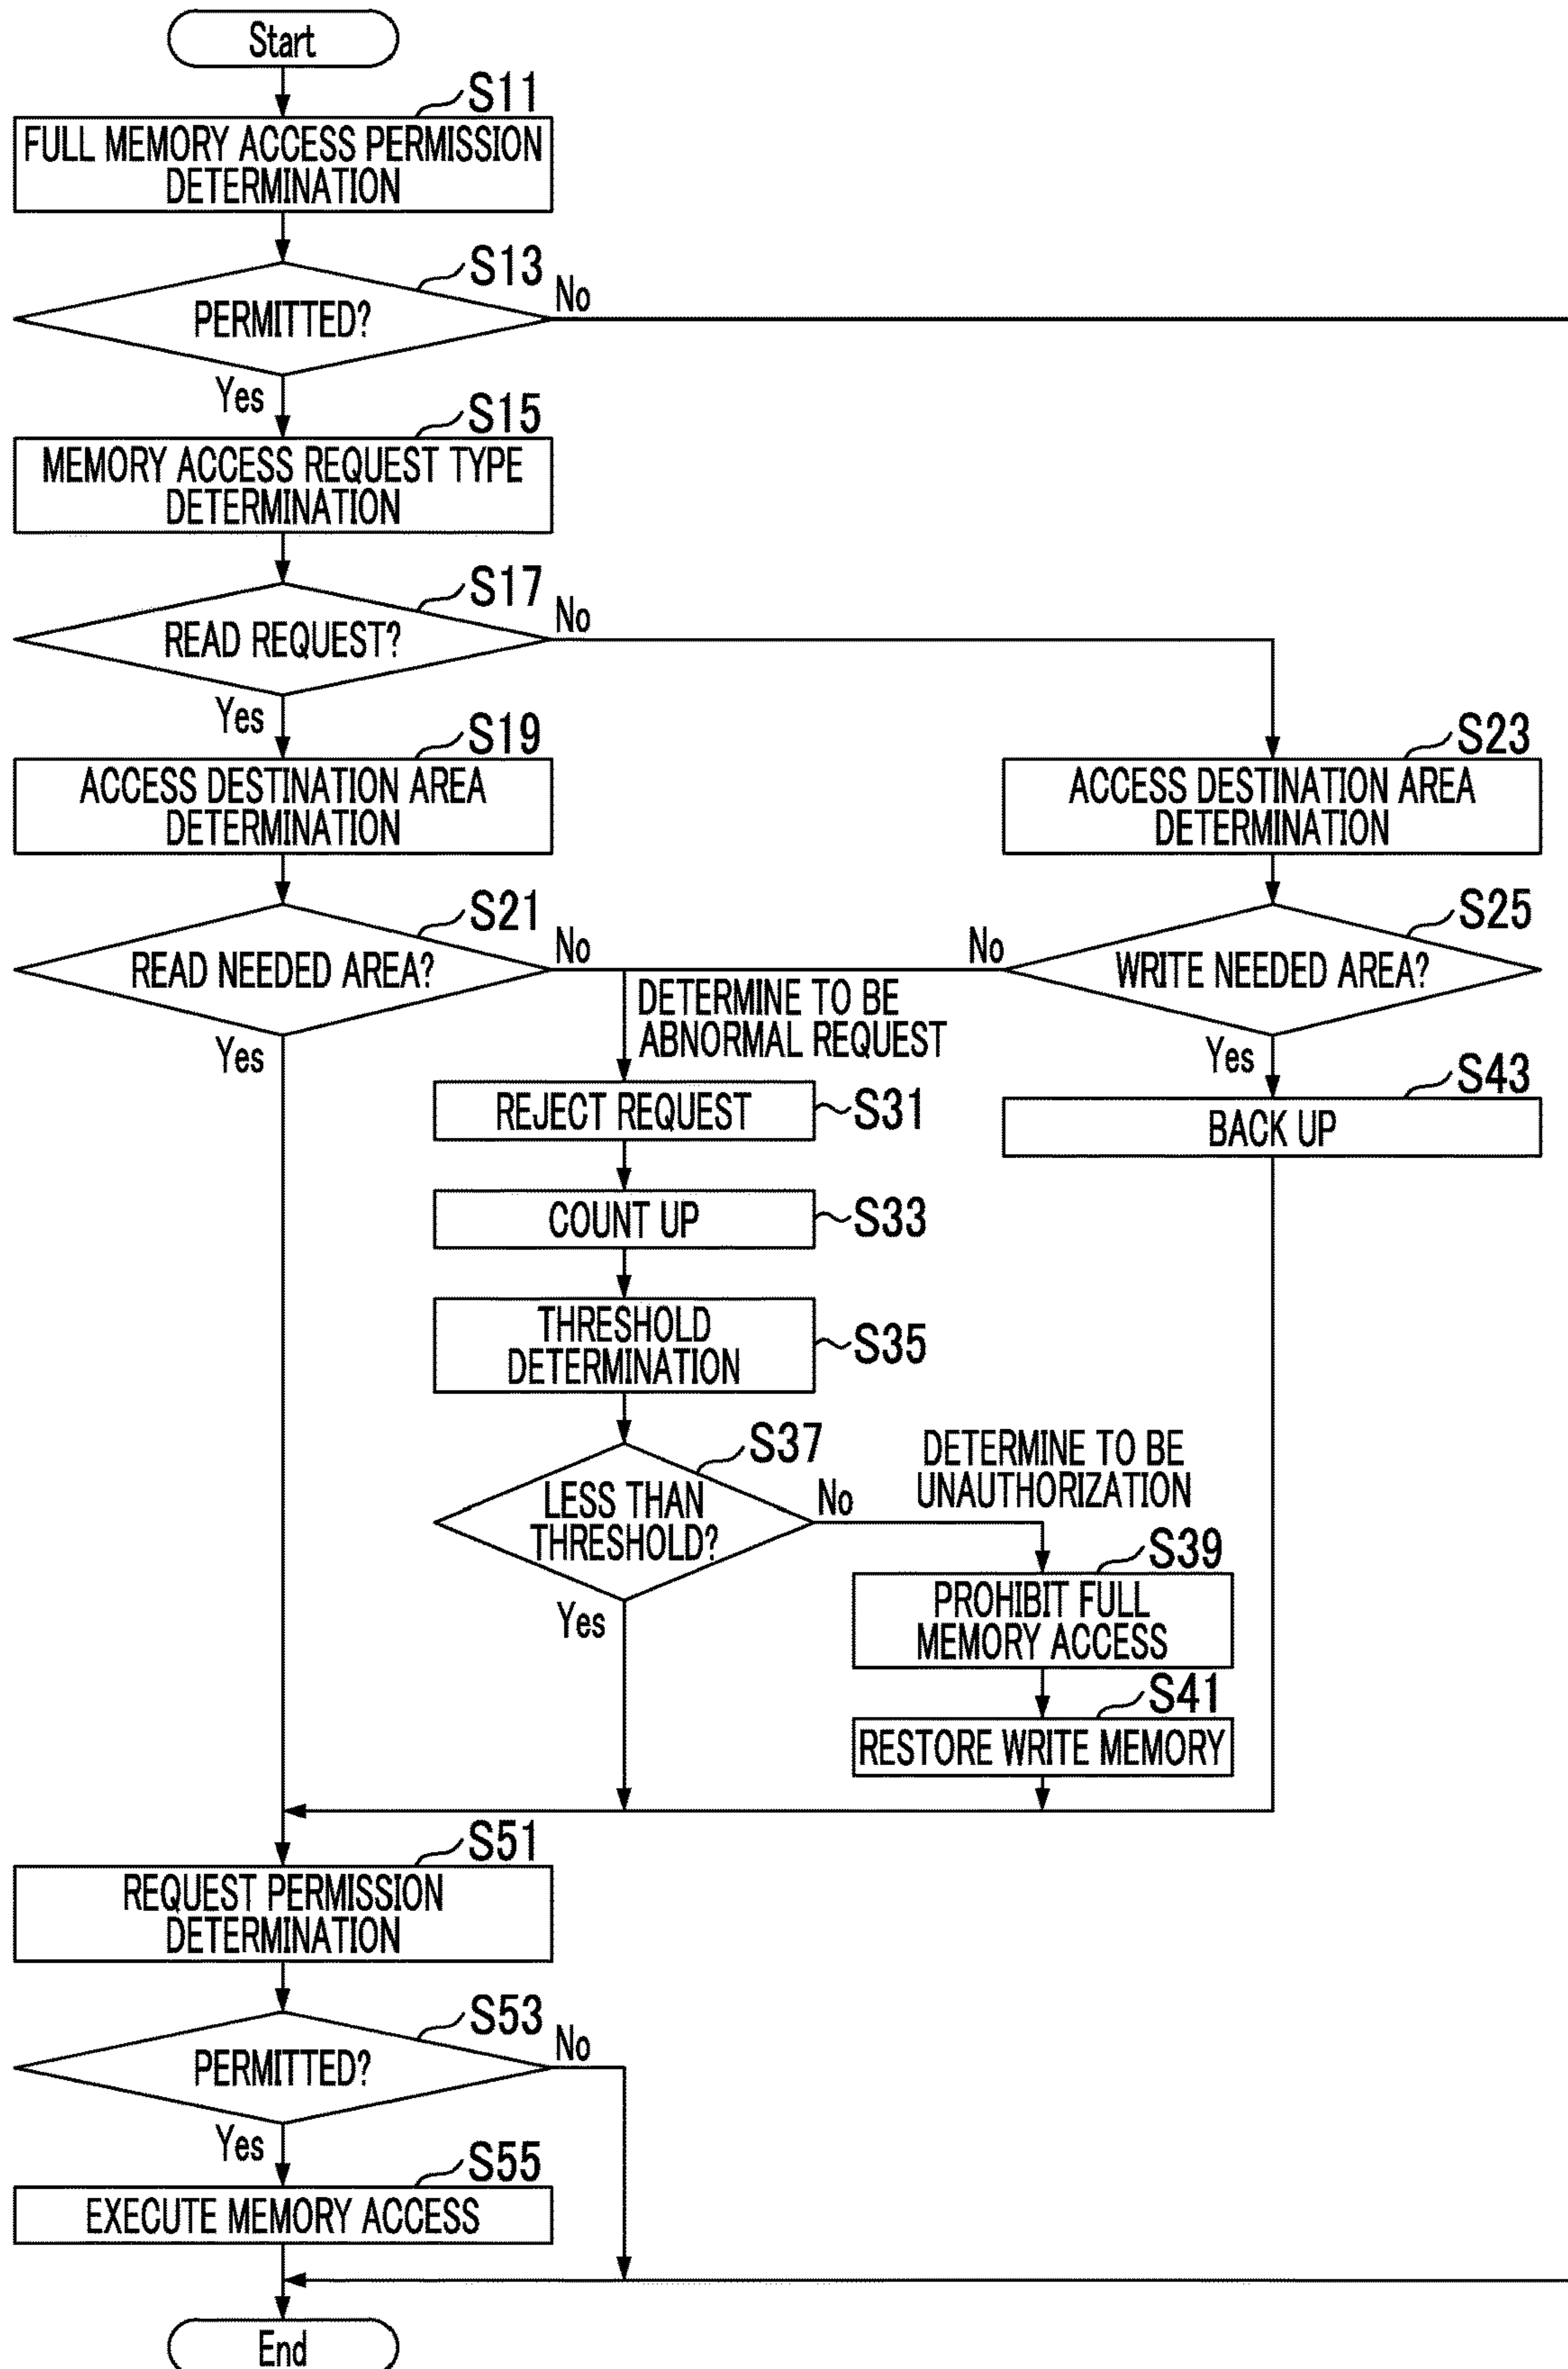 Start
S11
FULL MEMORY ACCESS PERMISSION
DETERMINATION
S13
PERMITTED?
No
Yes
S15
MEMORY ACCESS REQUEST TYPE
DETERMINATION
S17
READ REQUEST?
No
Yes
S19
ACCESS DESTINATION AREA
DETERMINATION
S23
ACCESS DESTINATION AREA
DETERMINATION
S21
READ NEEDED AREA?
No
Yes
S25
WRITE NEEDED AREA?
No
Yes
DETERMINE TO BE
ABNORMAL REQUEST
S43
BACK UP
REJECT REQUEST
S31
COUNT UP
S33
THRESHOLD
DETERMINATION
S35
S37
LESS THAN
THRESHOLD?
No
Yes
DETERMINE TO BE
UNAUTHORIZATION
S39
PROHIBIT FULL
MEMORY ACCESS
S41
RESTORE WRITE MEMORY
S51
REQUEST PERMISSION
DETERMINATION
S53
PERMITTED?
No
Yes
S55
EXECUTE MEMORY ACCESS
End